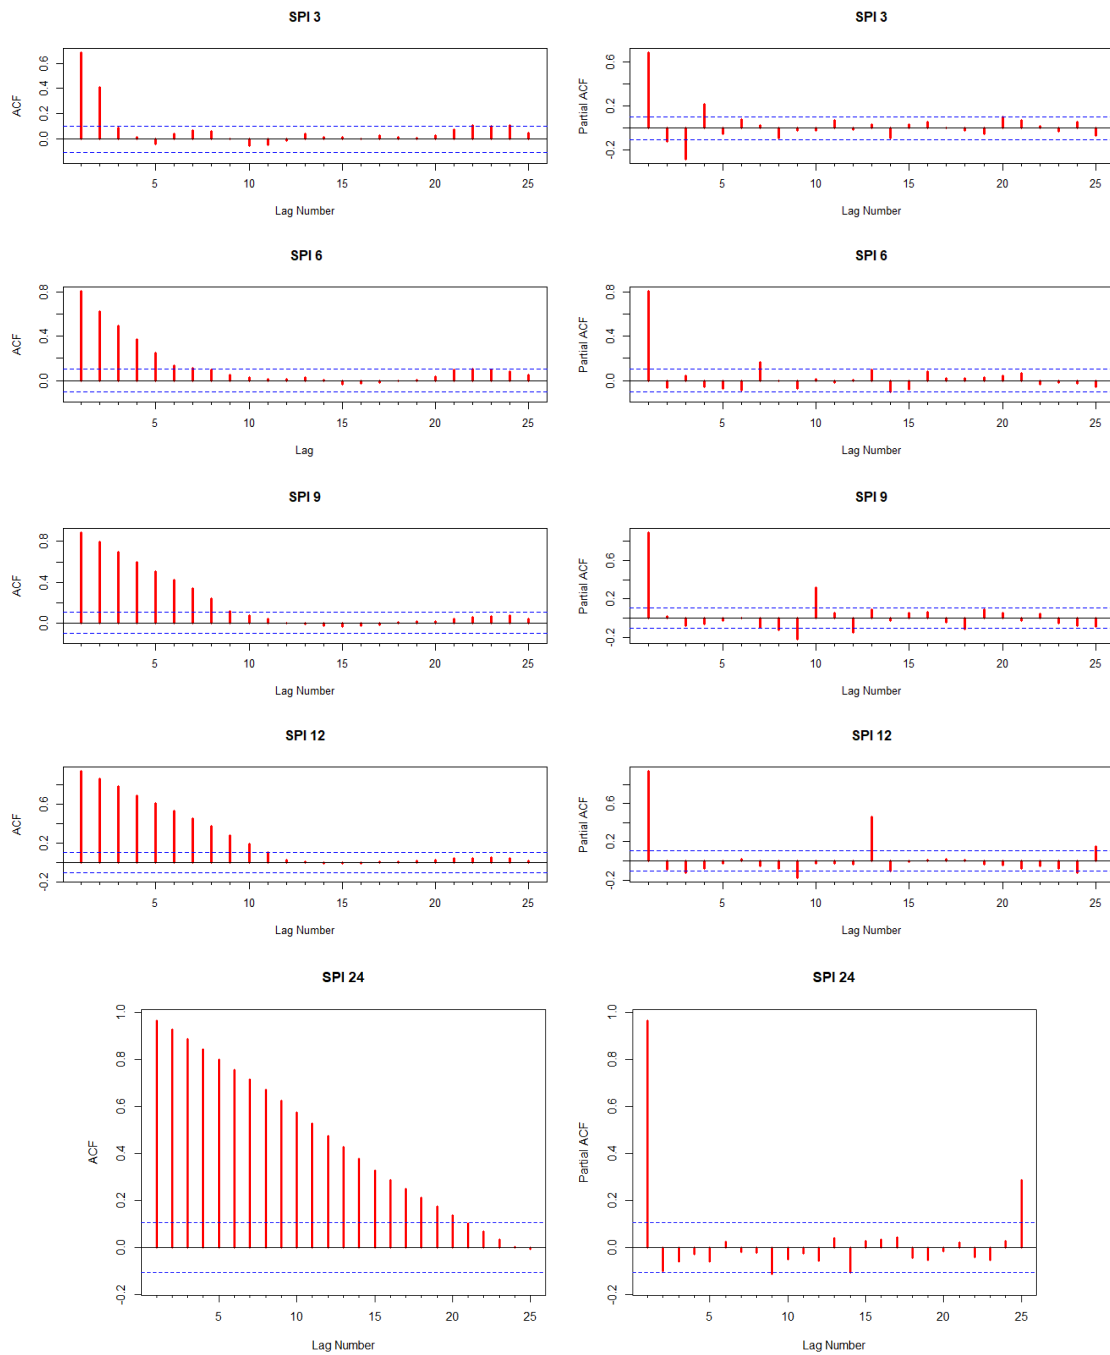 SPI 3
ACF
0.0 0.2 0.4 0.6
5 10 15 20 25
Lag Number
SPI 3
Partial ACF
-0.2 0.2 0.6
5 10 15 20 25
Lag Number
SPI 6
ACF
0.0 0.4 0.8
5 10 15 20 25
Lag
SPI 6
Partial ACF
0.0 0.4 0.8
5 10 15 20 25
Lag Number
SPI 9
ACF
0.0 0.4 0.8
5 10 15 20 25
Lag Number
SPI 9
Partial ACF
-0.2 0.2 0.6
5 10 15 20 25
Lag Number
SPI 12
ACF
-0.2 0.2 0.6
5 10 15 20 25
Lag Number
SPI 12
Partial ACF
-0.2 0.2 0.6
5 10 15 20 25
Lag Number
SPI 24
ACF
-0.2 0.0 0.2 0.4 0.6 0.8 1.0
5 10 15 20 25
Lag Number
SPI 24
Partial ACF
-0.2 0.0 0.2 0.4 0.6 0.8 1.0
5 10 15 20 25
Lag Number